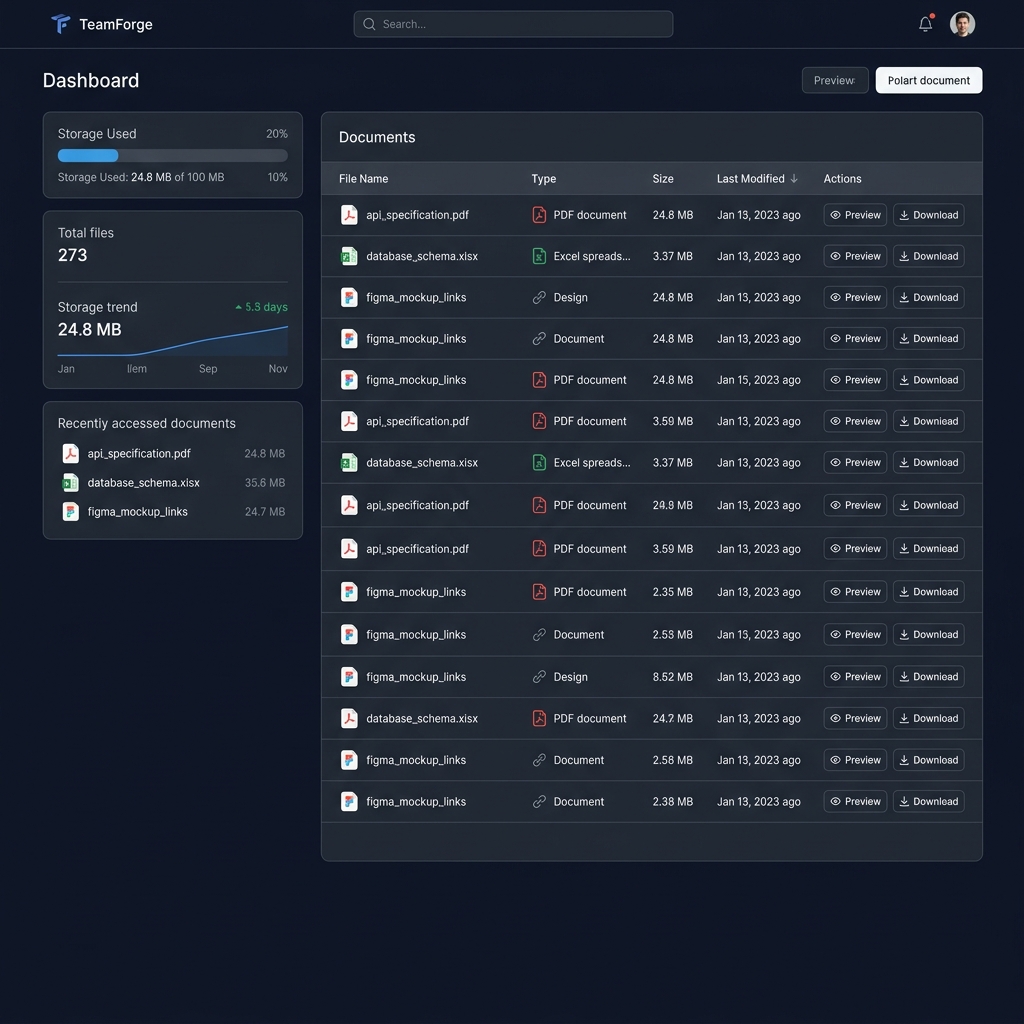 TeamForge
Search...
Dashboard
Preview
Polart document
Storage Used 20%
Storage Used: 24.8 MB of 100 MB 10%
Total files
273
Storage trend 5.3 days
24.8 MB
Jan llem Sep Nov
Recently accessed documents
api_specification.pdf 24.8 MB
database_schema.xisx 35.6 MB
figma_mockup_links 24.7 MB
Documents
File Name Type Size Last Modified Actions
api_specification.pdf PDF document 24.8 MB Jan 13, 2023 ago Preview Download
database_schema.xisx Excel spreads... 3.37 MB Jan 13, 2023 ago Preview Download
figma_mockup_links Design 24.8 MB Jan 13, 2023 ago Preview Download
figma_mockup_links Document 24.8 MB Jan 13, 2023 ago Preview Download
figma_mockup_links PDF document 24.8 MB Jan 15, 2023 ago Preview Download
api_specification.pdf PDF document 3.59 MB Jan 13, 2023 ago Preview Download
database_schema.xisx Excel spreads... 3.37 MB Jan 13, 2023 ago Preview Download
api_specification.pdf PDF document 24.8 MB Jan 13, 2023 ago Preview Download
api_specification.pdf PDF document 3.59 MB Jan 13, 2023 ago Preview Download
figma_mockup_links PDF document 2.35 MB Jan 13, 2023 ago Preview Download
figma_mockup_links Document 2.53 MB Jan 13, 2023 ago Preview Download
figma_mockup_links Design 8.52 MB Jan 13, 2023 ago Preview Download
database_schema.xisx PDF document 24.7 MB Jan 13, 2023 ago Preview Download
figma_mockup_links Document 2.58 MB Jan 13, 2023 ago Preview Download
figma_mockup_links Document 2.38 MB Jan 13, 2023 ago Preview Download